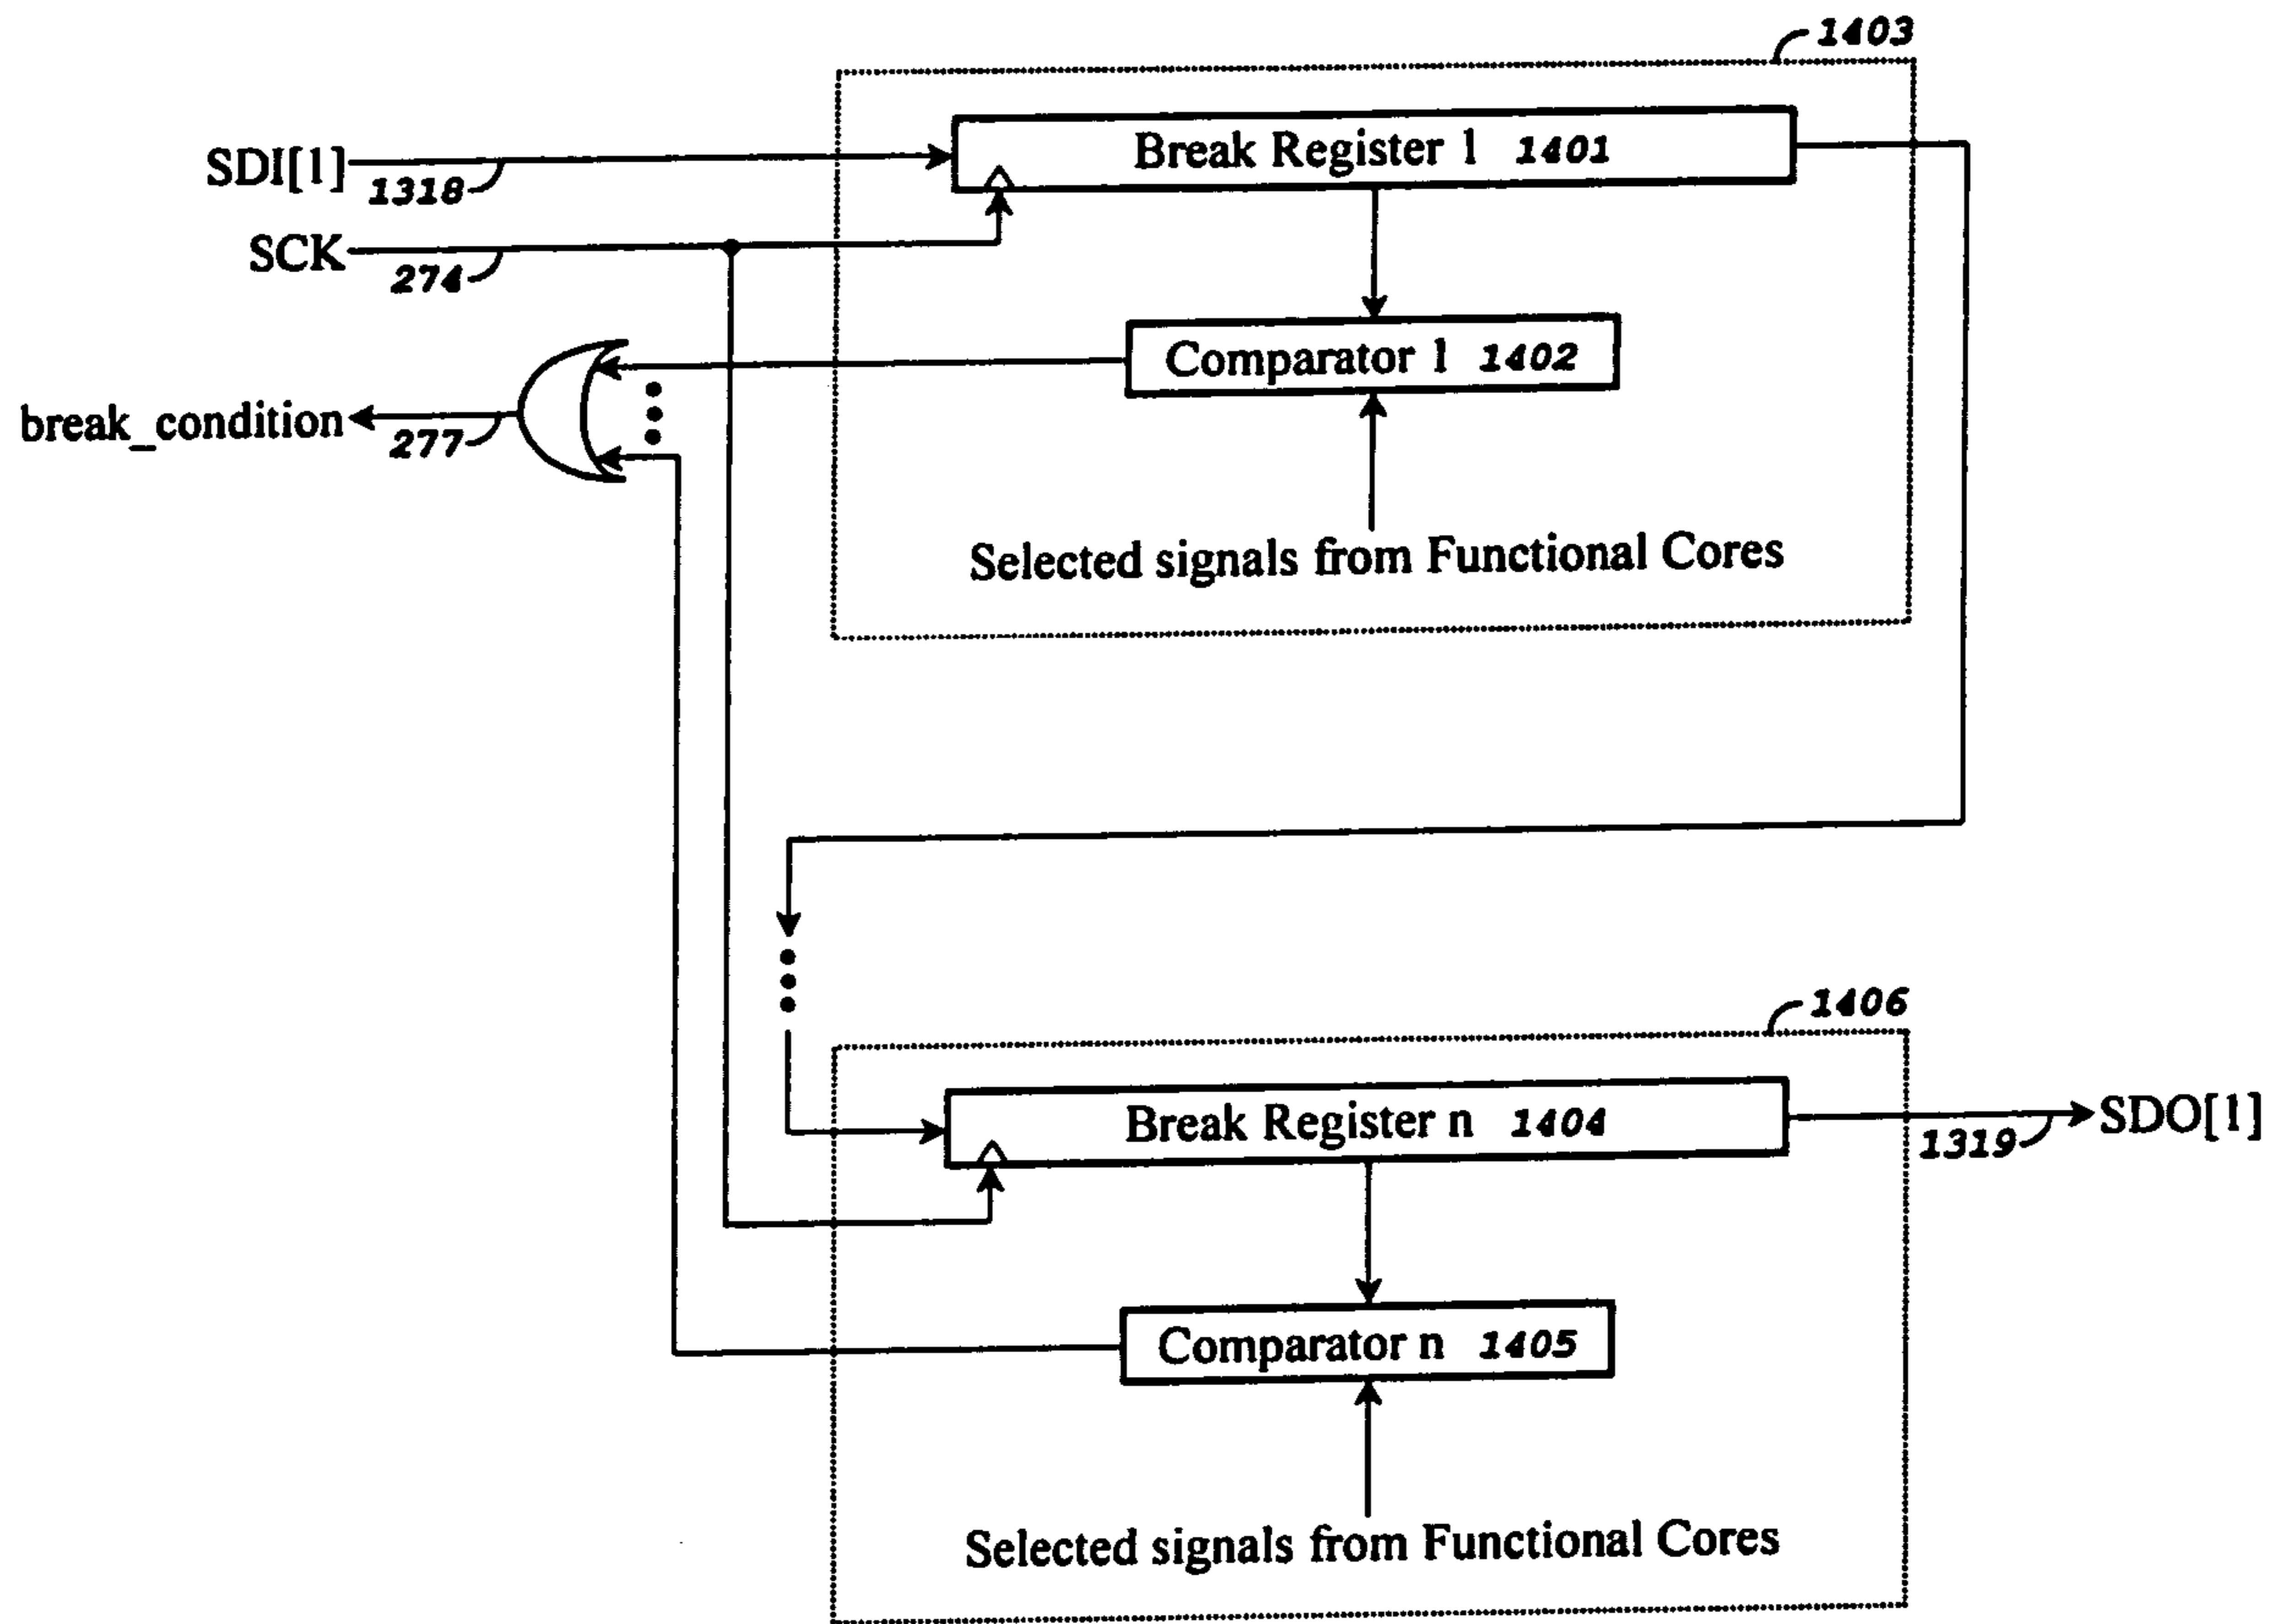 1403
SDI[1]
1318
Break Register 1 1401
SCK
274
Comparator 1 1402
break_condition
277
Selected signals from Functional Cores
1406
Break Register n 1404
SDO[1]
1319
Comparator n 1405
Selected signals from Functional Cores